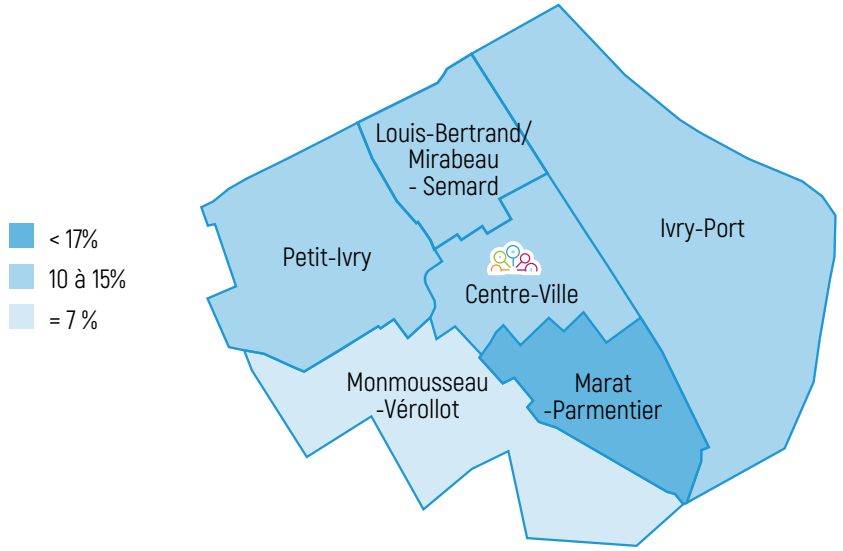 < 17%
10 à 15%
= 7 %
Louis-Bertrand/
Mirabeau
- Semard
Petit-Ivry
Ivry-Port
Centre-Ville
Monmousseau
-Vérollot
Marat
-Parmentier